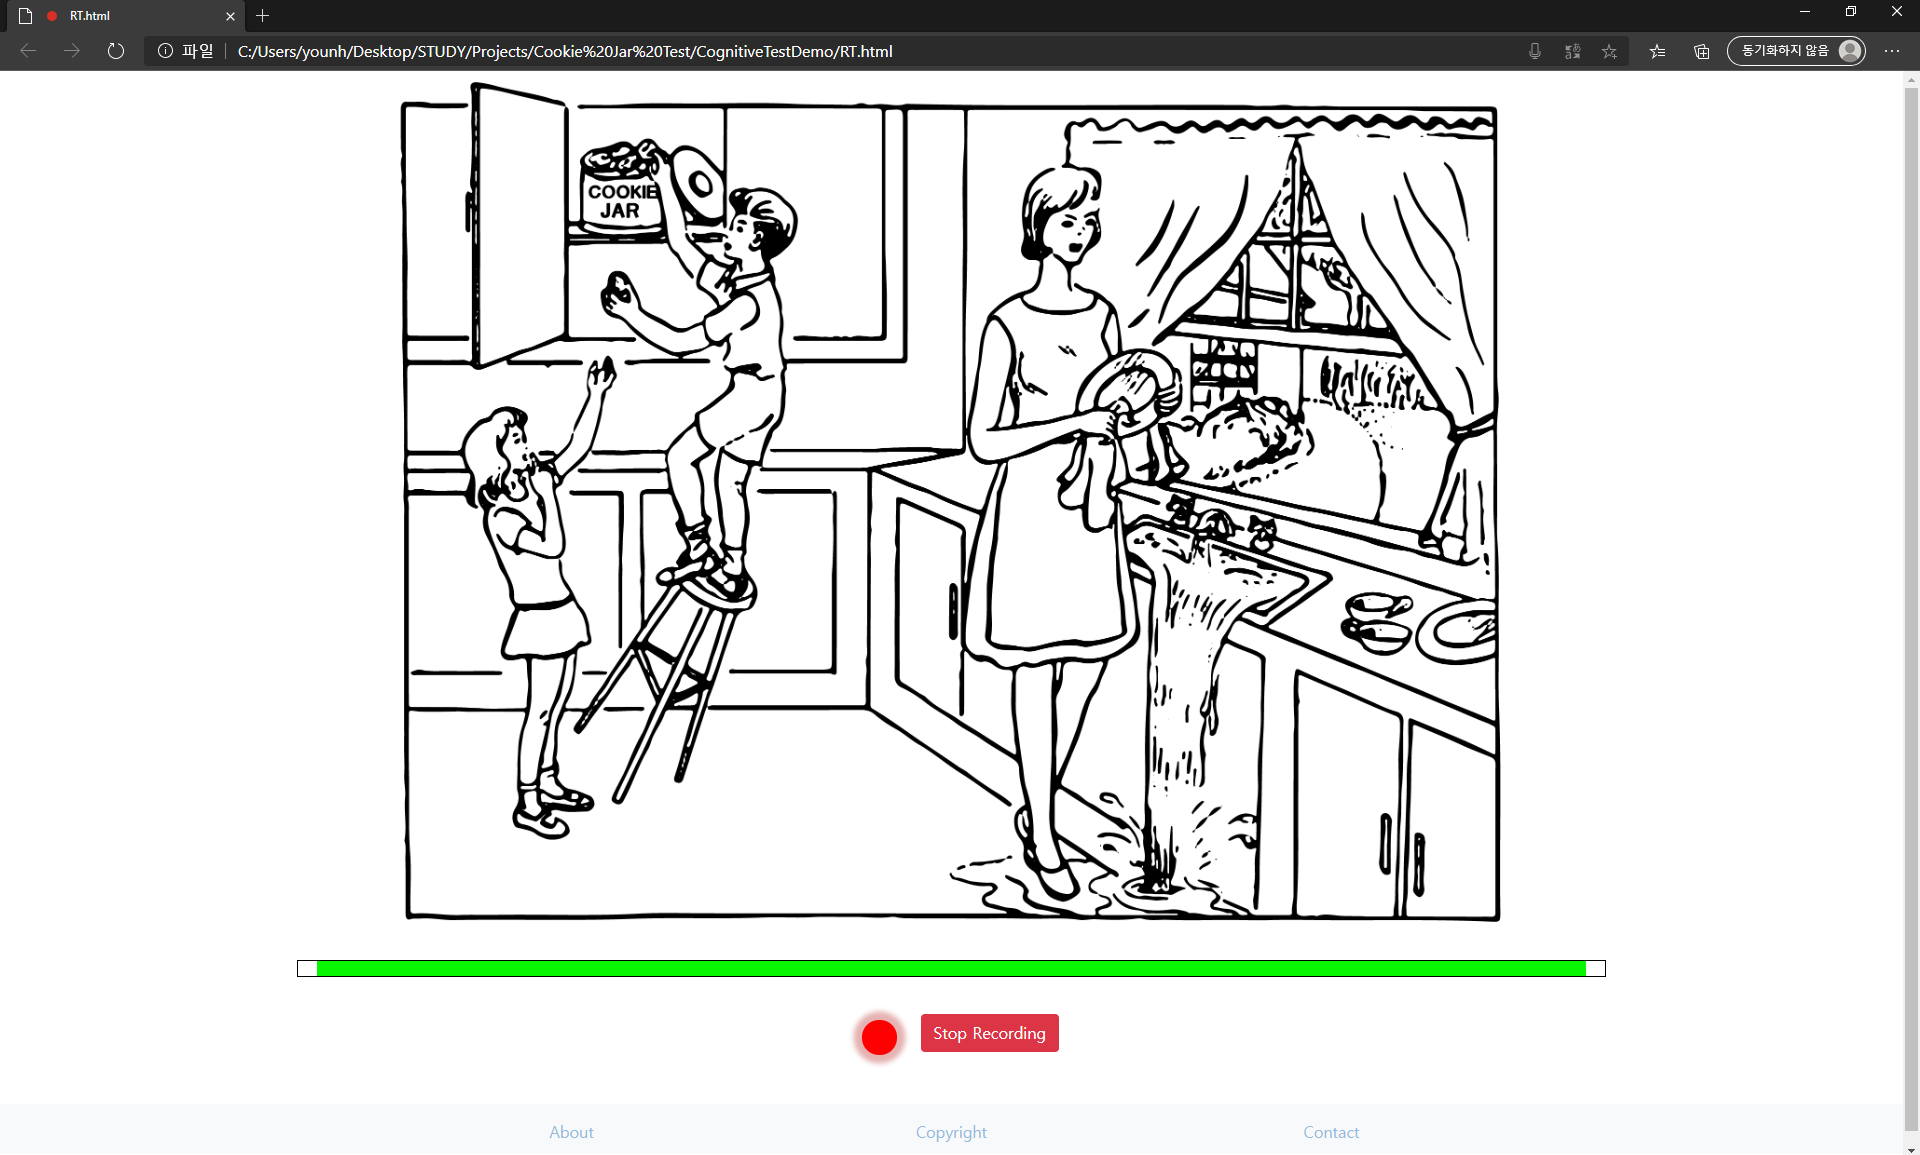 RT.html
파일
C:/Users/younh/Desktop/STUDY/Projects/Cookie%20Jar%20Test/CognitiveTestDemo/RT.html
동기화하지 않음
COOKIE
JAR
Stop Recording
About
Copyright
Contact